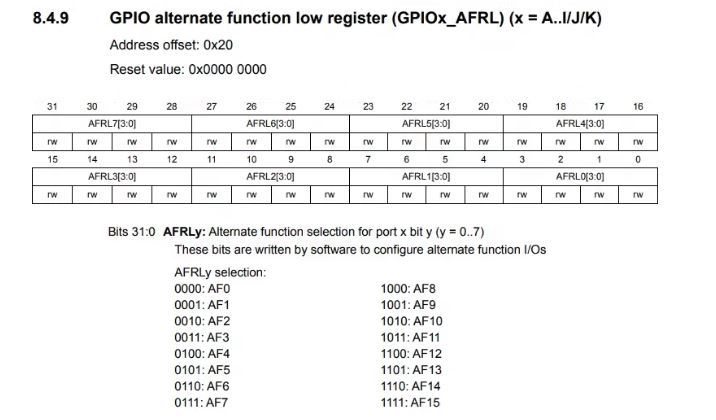 8.4.9 GPIO alternate function low register (GPIOx_AFRL) (x = A..I/J/K)
Address offset: 0x20
Reset value: 0x0000 0000
31 30 29 28 27 26 25 24 23 22 21 20 19 18 17 16
AFRL7[3:0] AFRL6[3:0] AFRL5[3:0] AFRL4[3:0]
rw rw rw rw rw rw rw rw rw rw rw rw rw rw rw rw
15 14 13 12 11 10 9 8 7 6 5 4 3 2 1 0
AFRL3[3:0] AFRL2[3:0] AFRL1[3:0] AFRL0[3:0]
rw rw rw rw rw rw rw rw rw rw rw rw rw rw rw rw
Bits 31:0 AFRLy: Alternate function selection for port x bit y (y = 0..7)
These bits are written by software to configure alternate function I/Os
AFRLy selection:
0000: AF0 1000: AF8
0001: AF1 1001: AF9
0010: AF2 1010: AF10
0011: AF3 1011: AF11
0100: AF4 1100: AF12
0101: AF5 1101: AF13
0110: AF6 1110: AF14
0111: AF7 1111: AF15